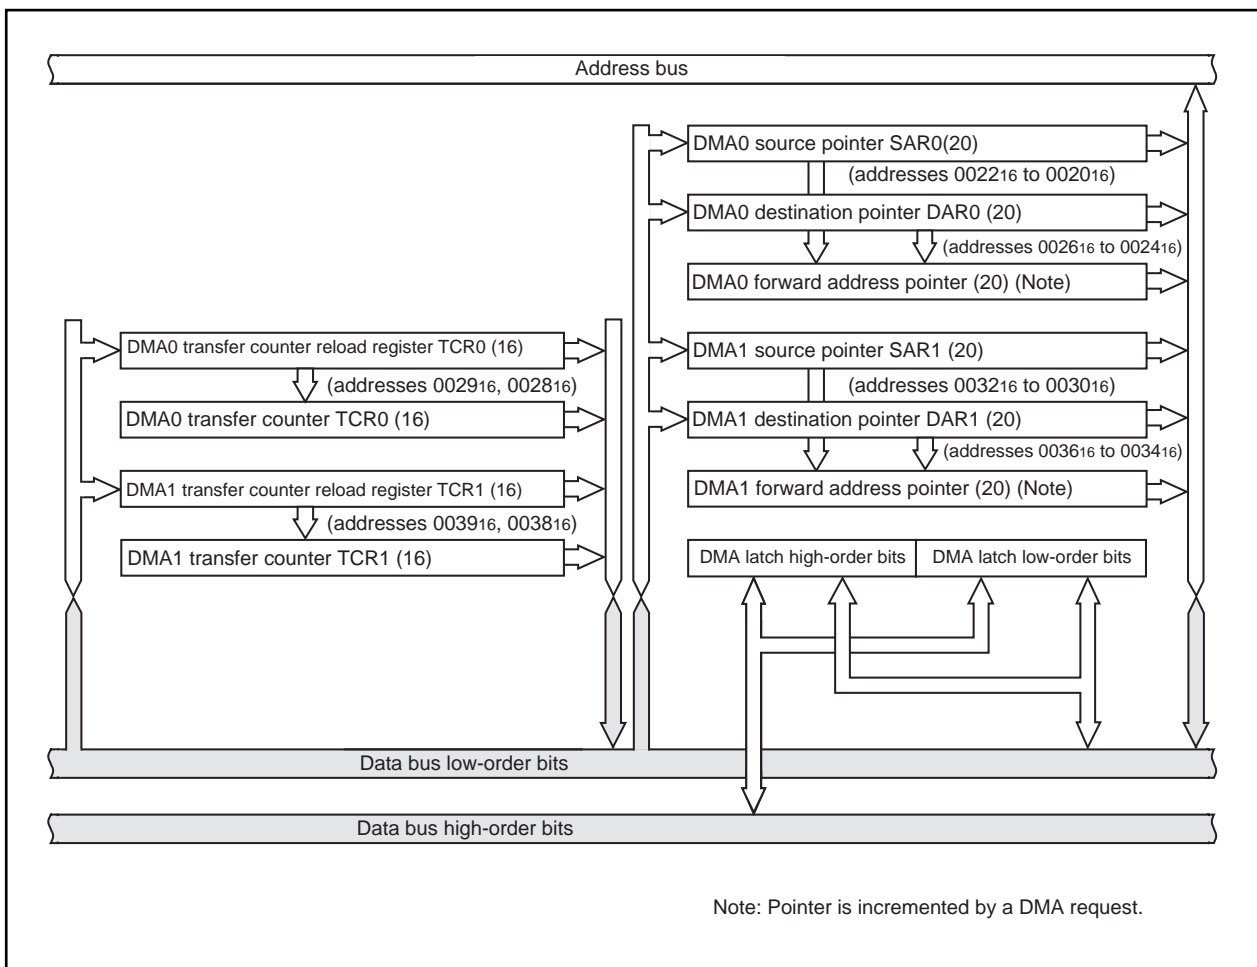 Address bus
DMA0 source pointer SAR0(20)
(addresses 002216 to 002016)
DMA0 destination pointer DAR0 (20)
(addresses 002616 to 002416)
DMA0 forward address pointer (20) (Note)
DMA0 transfer counter reload register TCR0 (16)
(addresses 002916, 002816)
DMA0 transfer counter TCR0 (16)
DMA1 transfer counter reload register TCR1 (16)
(addresses 003916, 003816)
DMA1 transfer counter TCR1 (16)
DMA1 source pointer SAR1 (20)
(addresses 003216 to 003016)
DMA1 destination pointer DAR1 (20)
(addresses 003616 to 003416)
DMA1 forward address pointer (20) (Note)
DMA latch high-order bits
DMA latch low-order bits
Data bus low-order bits
Data bus high-order bits
Note: Pointer is incremented by a DMA request.